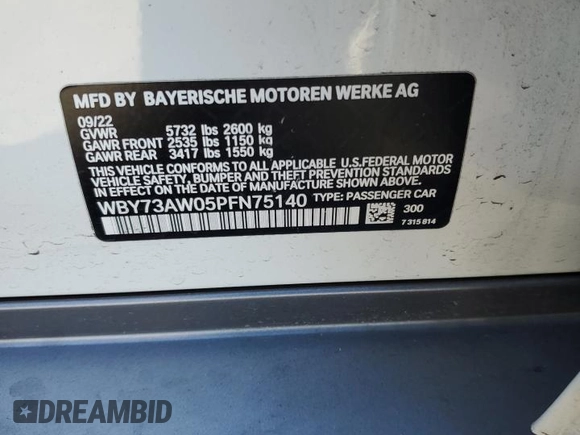 MFD BY BAYERISCHE MOTOREN WERKE AG
09/22
GVWR 5732 lbs 2600 kg
GAWR FRONT 2535 lbs 1150 kg
GAWR REAR 3417 lbs 1550 kg
THIS VEHICLE CONFORMS TO ALL APPLICABLE U.S.FEDERAL MOTOR
VEHICLE SAFETY, BUMPER AND THEFT PREVENTION STANDARDS IN
EFFECT ON THE DATE OF MANUFACTURE SHOWN ABOVE.
WBY73AW05PFN75140 TYPE: PASSENGER CAR
300
7 315 814
DREAMBID